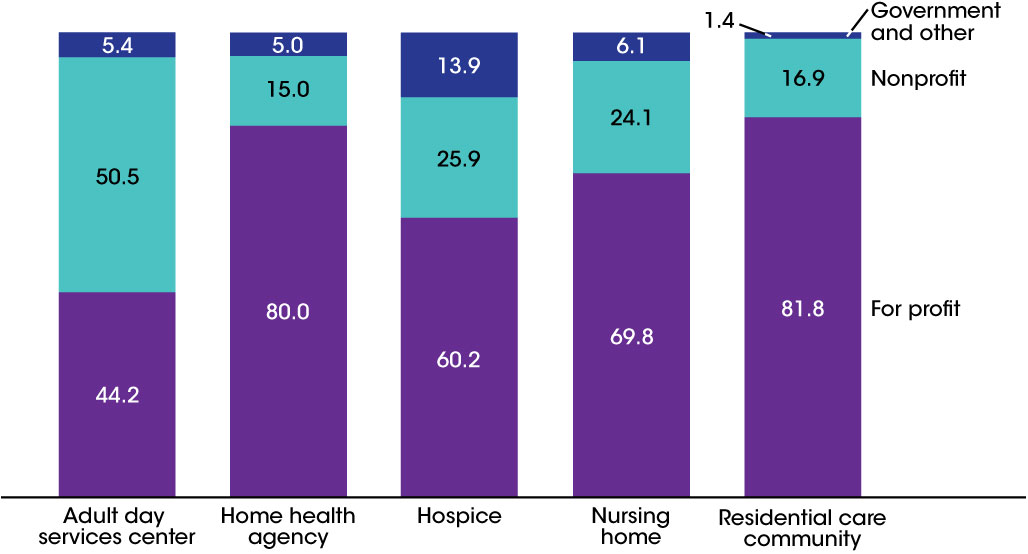 1.4
Government
and other
5.4
5.0
13.9
6.1
Nonprofit
50.5
15.0
25.9
24.1
16.9
For profit
44.2
80.0
60.2
69.8
81.8
Adult day
services center
Home health
agency
Hospice
Nursing
home
Residential care
community